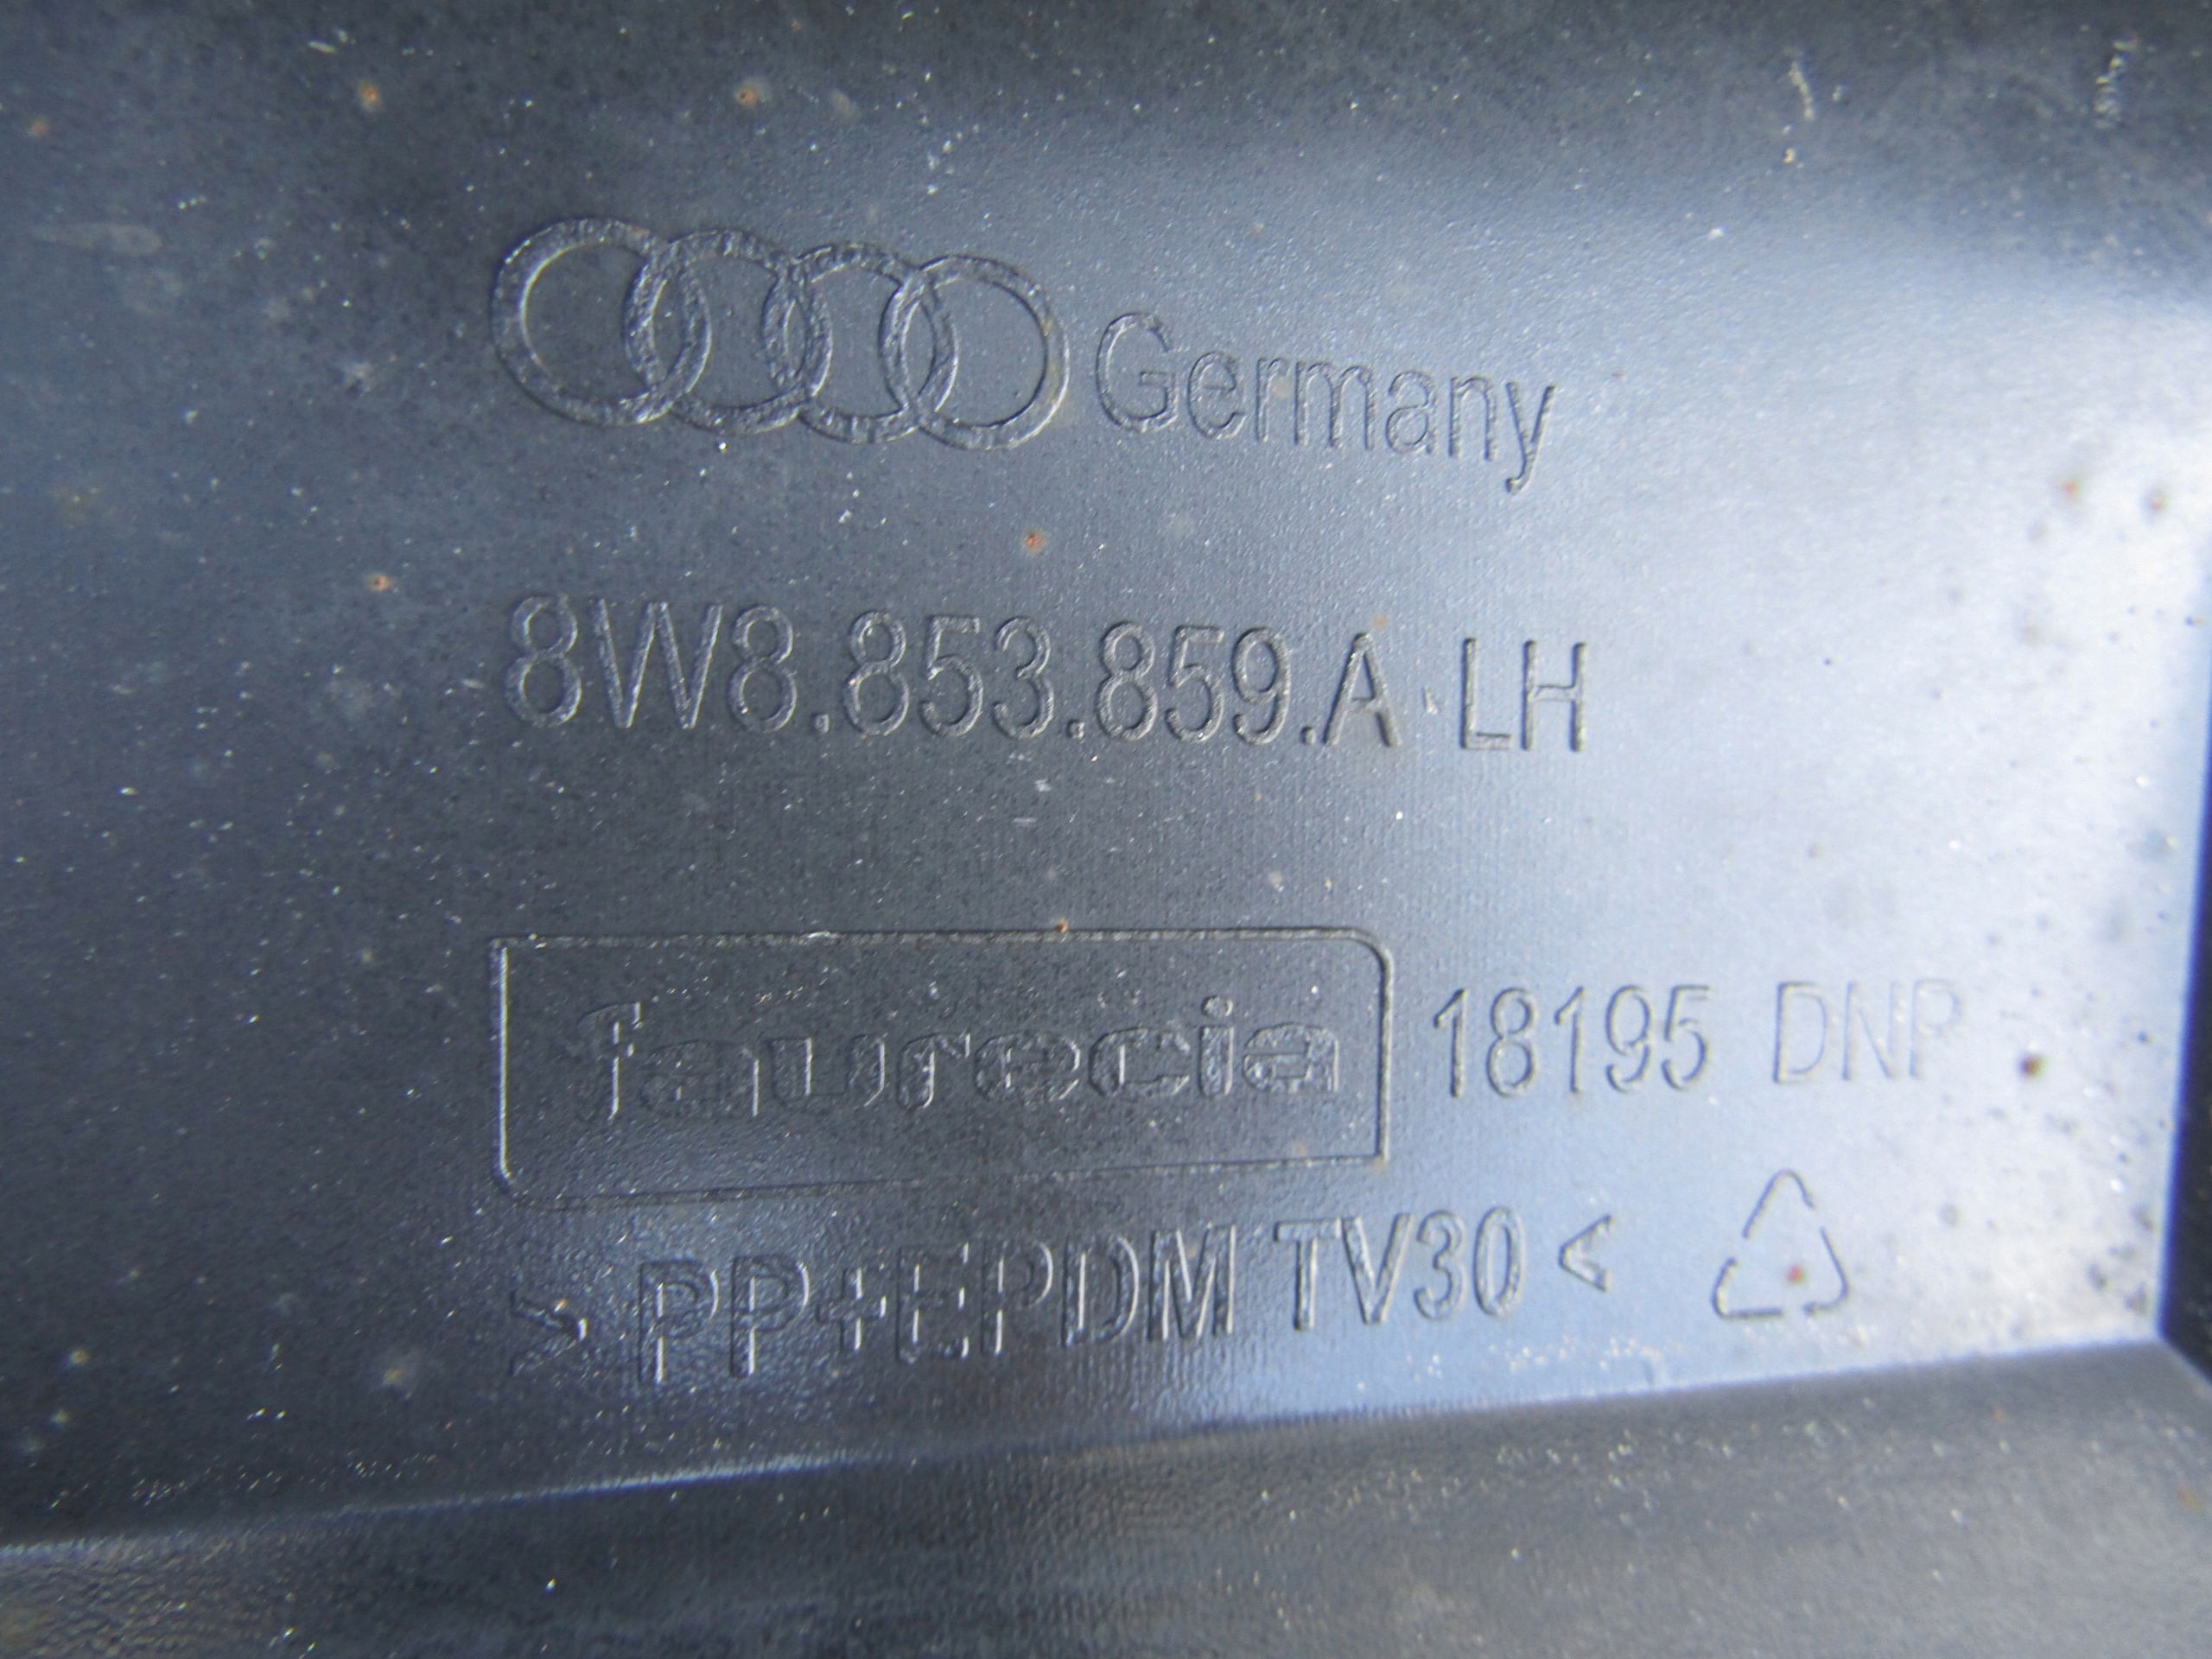 Germany
8W8.853.859.A LH
faurecia 18195 DNP
>PP+EPDM TV30<